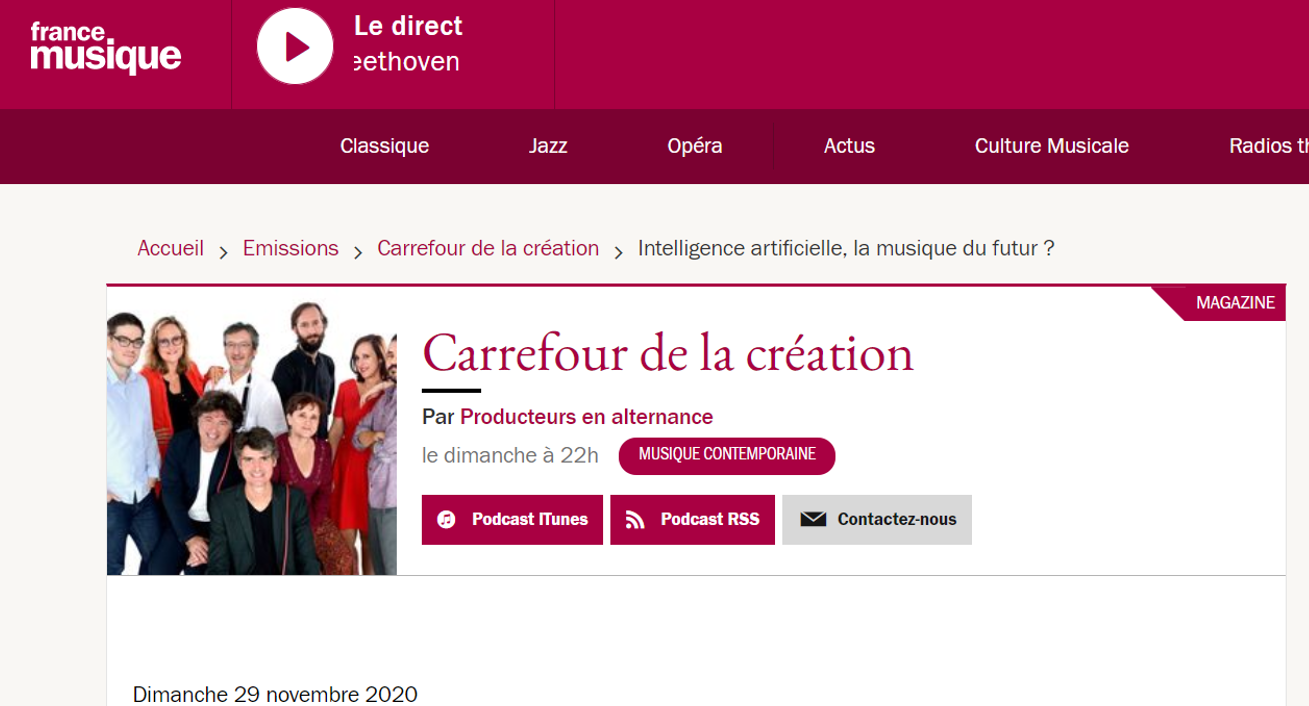 france
musique
Le direct
eethoven
Classique Jazz Opéra Actus Culture Musicale Radios
Accueil > Emissions > Carrefour de la création > Intelligence artificielle, la musique du futur ?
MAGAZINE
Carrefour de la création
Par Producteurs en alternance
le dimanche à 22h MUSIQUE CONTEMPORAINE
Podcast ITunes Podcast RSS Contactez-nous
Dimanche 29 novembre 2020